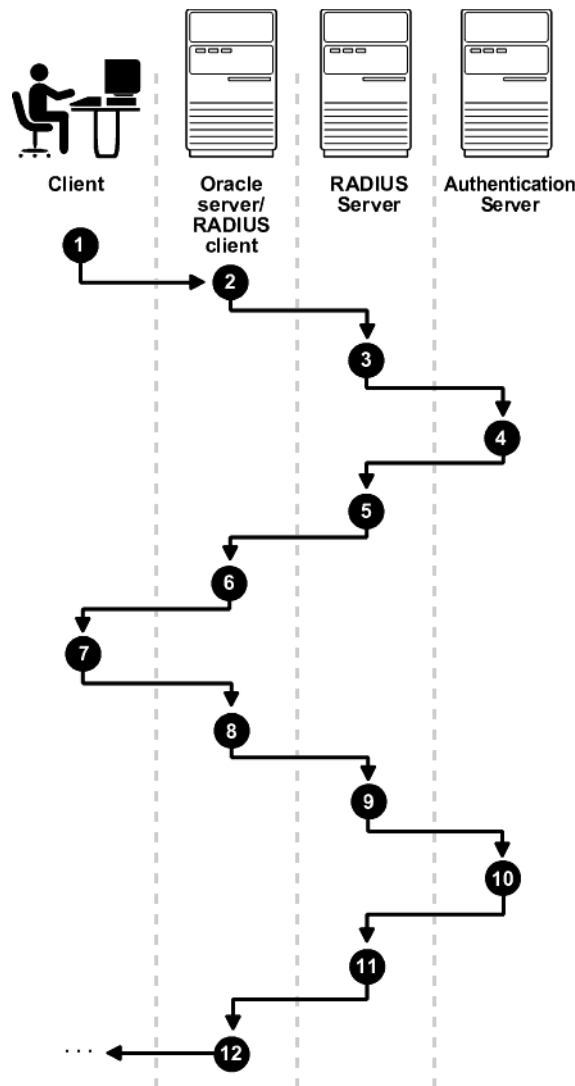 Client
Oracle
server/
RADIUS
client
RADIUS
Server
Authentication
Server
1
2
3
4
5
6
7
8
9
10
11
12
...